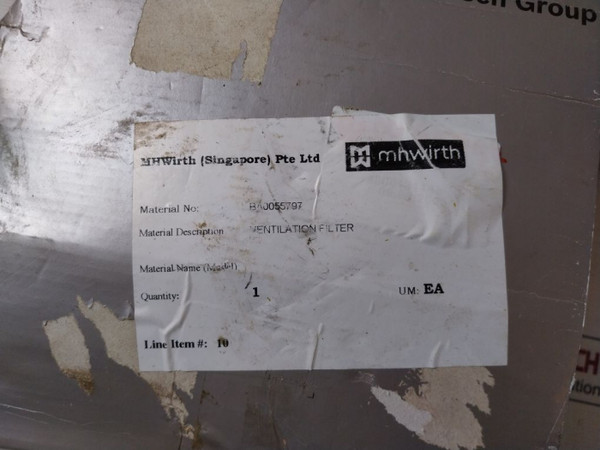 Group
MHWirth (Singapore) Pte Ltd
mhwirth
Material No:
Material Description VENTILATION FILTER
Material Name (Model)
Quantity: 1 UM: EA
Line Item #: 10